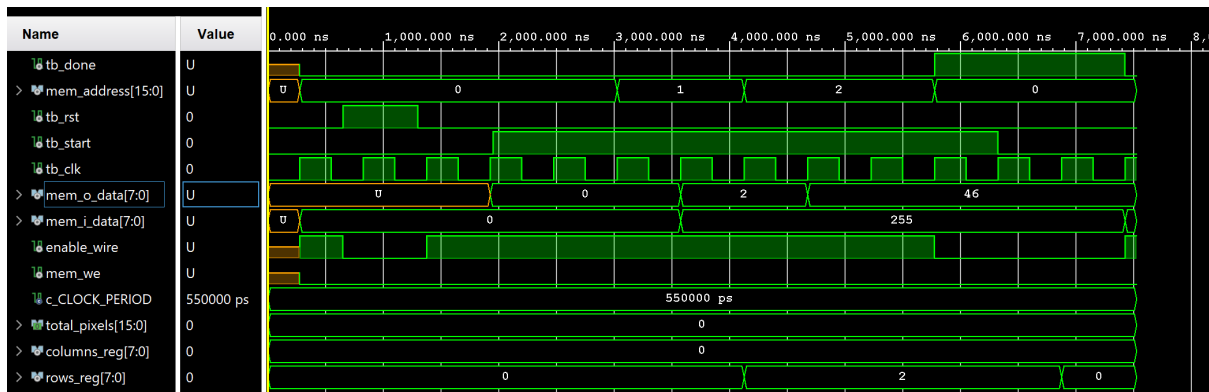 Name Value 0.000 ns 1,000.000 ns 2,000.000 ns 3,000.000 ns 4,000.000 ns 5,000.000 ns 6,000.000 ns 7,000.000 ns 8,
tb_done U
mem_address[15:0] U U 0 1 2 0
tb_rst 0
tb_start 0
tb_clk 0
mem_o_data[7:0] U U 0 2 46
mem_i_data[7:0] U U 0 255
enable_wire U
mem_we U
c_CLOCK_PERIOD 550000 ps 550000 ps
total_pixels[15:0] 0 0
columns_reg[7:0] 0 0
rows_reg[7:0] 0 0 2 0